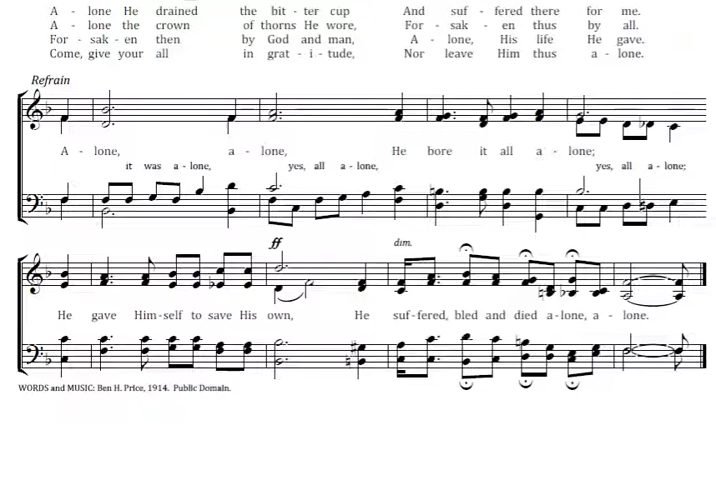 A - lone He drained the bit - ter cup And suf - fered there for me.
A - lone the crown of thorns He wore, For - sak - en thus by all.
For - sak - en then by God and man, A - lone, His life He gave.
Come, give your all in grat - i - tude, Nor leave Him thus a - lone.
Refrain
A - lone, a - lone, He bore it all a - lone;
it was a - lone, yes, all a - lone, yes, all a - lone;
ff dim.
He gave Him-self to save His own, He suf-fered, bled and died a-lone, a - lone.
WORDS and MUSIC: Ben H. Price, 1914. Public Domain.